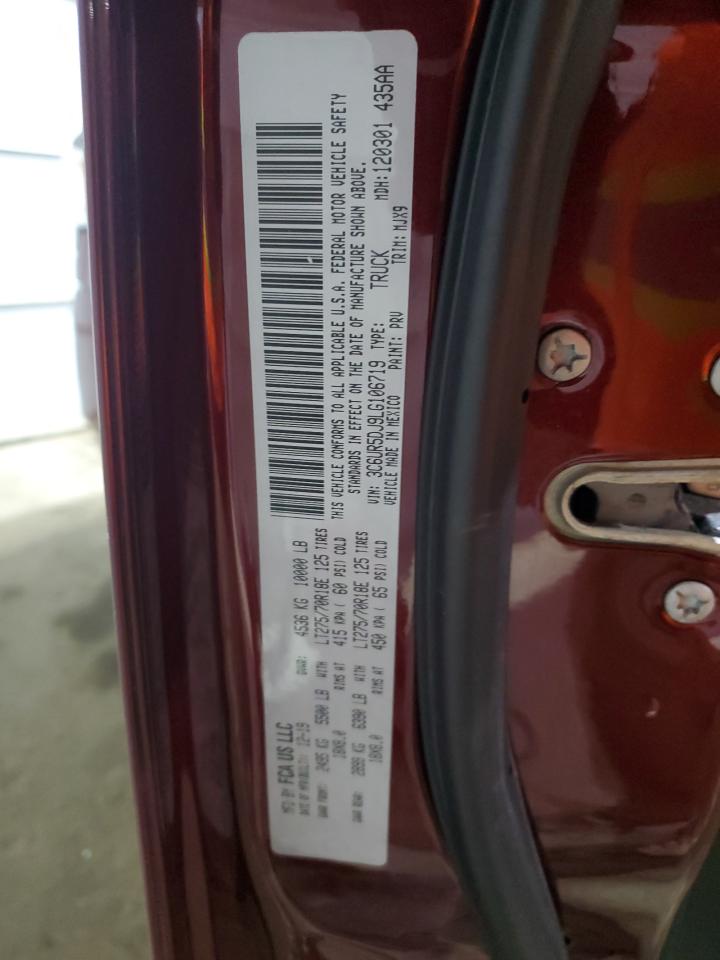 MFD BY: FCA US LLC
DATE OF MFR: 12-19 GVWR: 4536 KG 10000 LB
GAWR FRONT: 2495 KG 5500 LB WITH LT275/70R18E 125 TIRES
18X8.0 RIMS AT 415 KPA ( 60 PSI) COLD
GAWR REAR: 2899 KG 6390 LB WITH LT275/70R18E 125 TIRES
18X8.0 RIMS AT 450 KPA ( 65 PSI) COLD
THIS VEHICLE CONFORMS TO ALL APPLICABLE U.S.A. FEDERAL MOTOR VEHICLE SAFETY
STANDARDS IN EFFECT ON THE DATE OF MANUFACTURE SHOWN ABOVE.
VIN: 3C6UR5DJ9LG106719 TYPE: TRUCK MDH: 120301 435AA
VEHICLE MADE IN MEXICO PAINT: PRV TRIM: MJX9